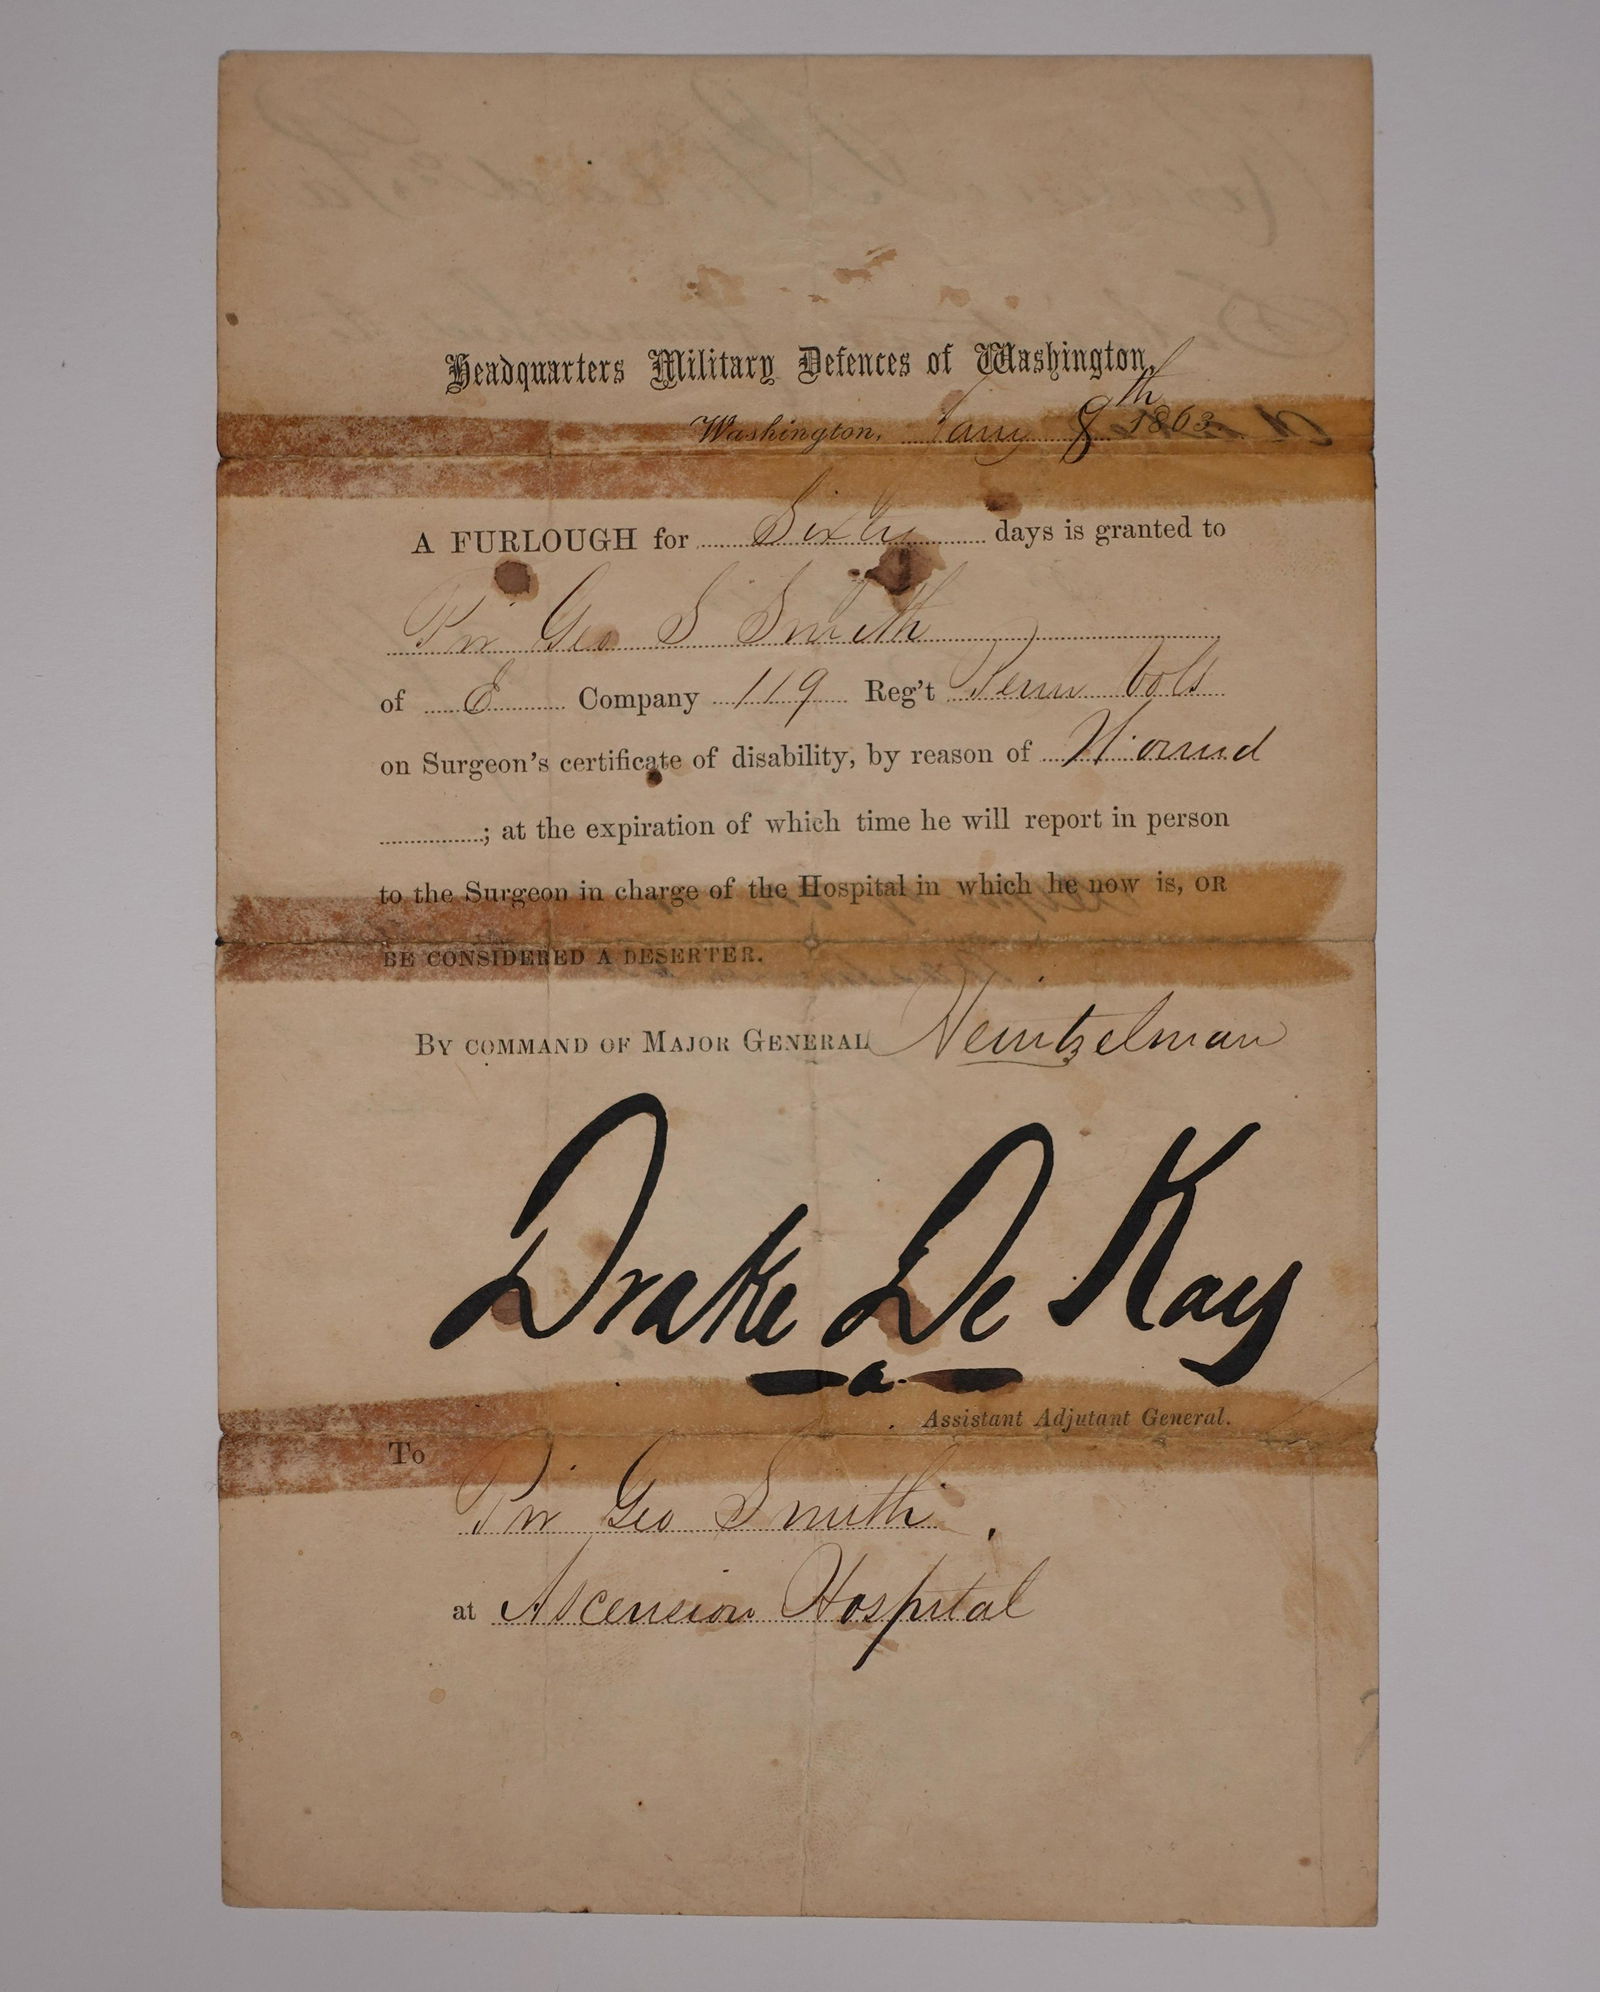 Headquarters Military Defences of Washington,
Washington, Jany 8th 1863
A FURLOUGH for Sixty days is granted to
Pvr Geo S Smith
of E Company 119 Reg't Penn Vols
on Surgeon's certificate of disability, by reason of Wound
; at the expiration of which time he will report in person
to the Surgeon in charge of the Hospital in which he now is, OR
BE CONSIDERED A DESERTER.
BY COMMAND OF MAJOR GENERAL Heintzelman
Drake De Kay
a.
Assistant Adjutant General.
To
Pvr Geo Smith
at Ascension Hospital